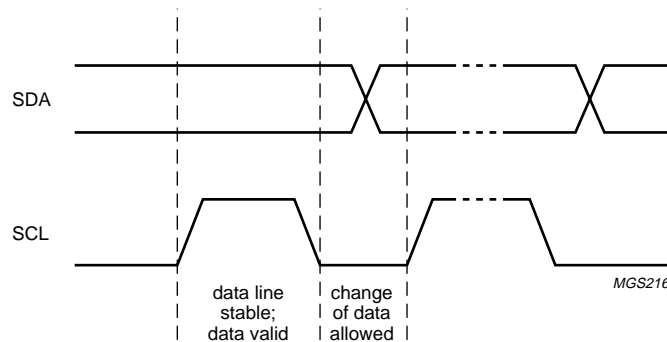 SDA
SCL
MGS216
data line
stable;
data valid
change
of data
allowed